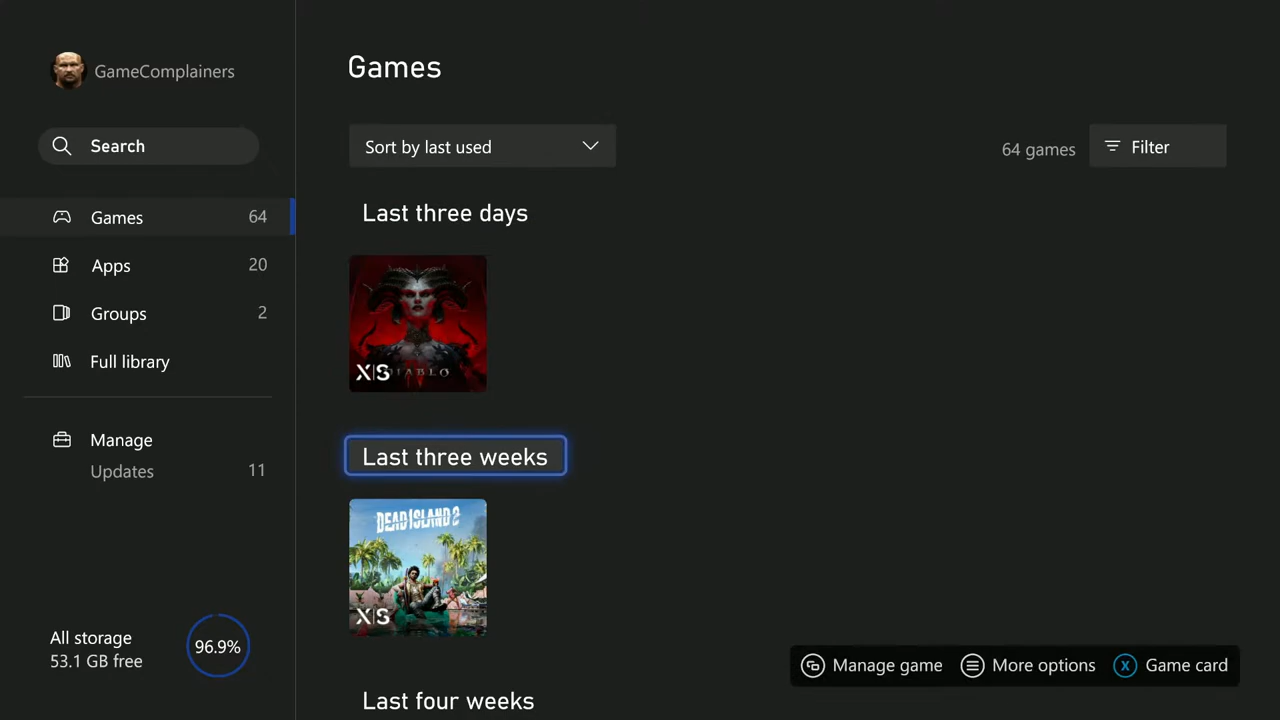 GameComplainers
Search
Games 64
Apps 20
Groups 2
Full library
Manage
Updates 11
All storage
53.1 GB free
96.9%
Games
Sort by last used
64 games
Filter
Last three days
DIABLO
X|S
Last three weeks
DEAD ISLAND 2
X|S
Last four weeks
Manage game
More options
X Game card